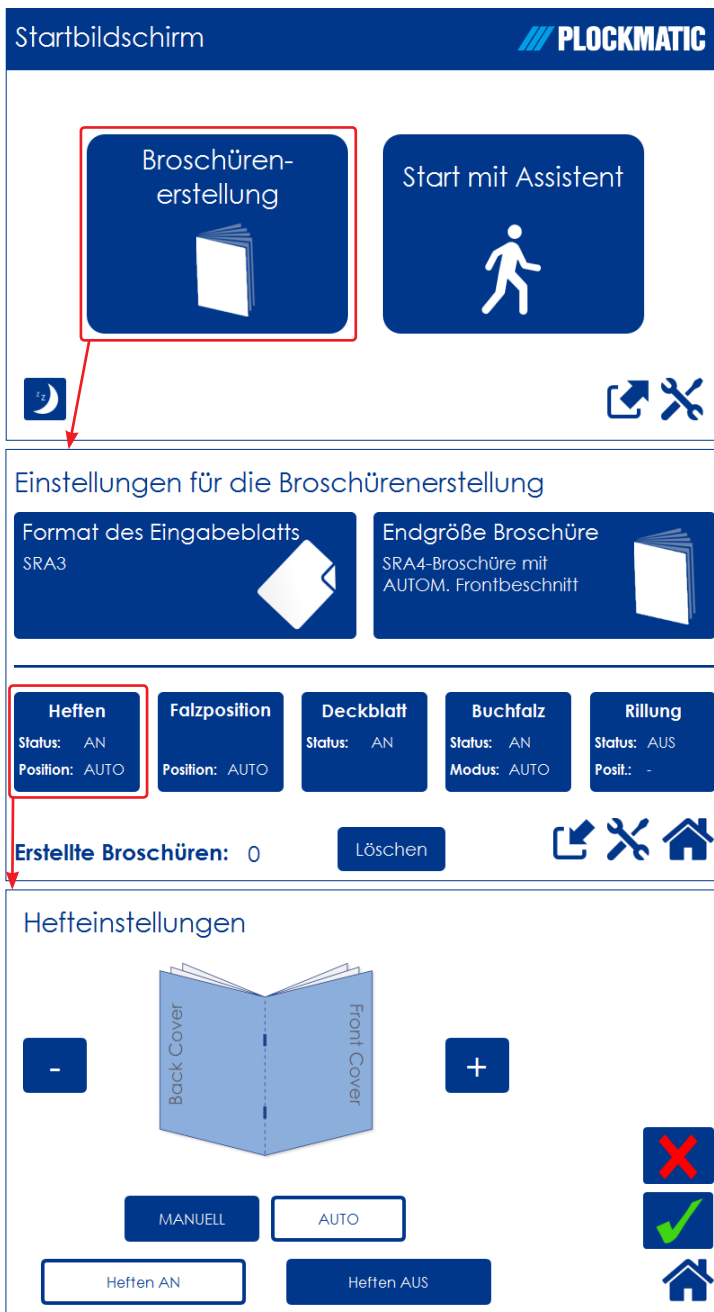 Startbildschirm
PLOCKMATIC
Broschüren-
erstellung
Start mit Assistent
z z
Einstellungen für die Broschürenerstellung
Format des Eingabeblatts
SRA3
Endgröße Broschüre
SRA4-Broschüre mit
AUTOM. Frontbeschnitt
Heften
Status: AN
Position: AUTO
Falzposition
Position: AUTO
Deckblatt
Status: AN
Buchfalz
Status: AN
Modus: AUTO
Rillung
Status: AUS
Posit.: -
Erstellte Broschüren: 0
Löschen
Hefteinstellungen
Back Cover
Front Cover
-
+
MANUELL
AUTO
Heften AN
Heften AUS